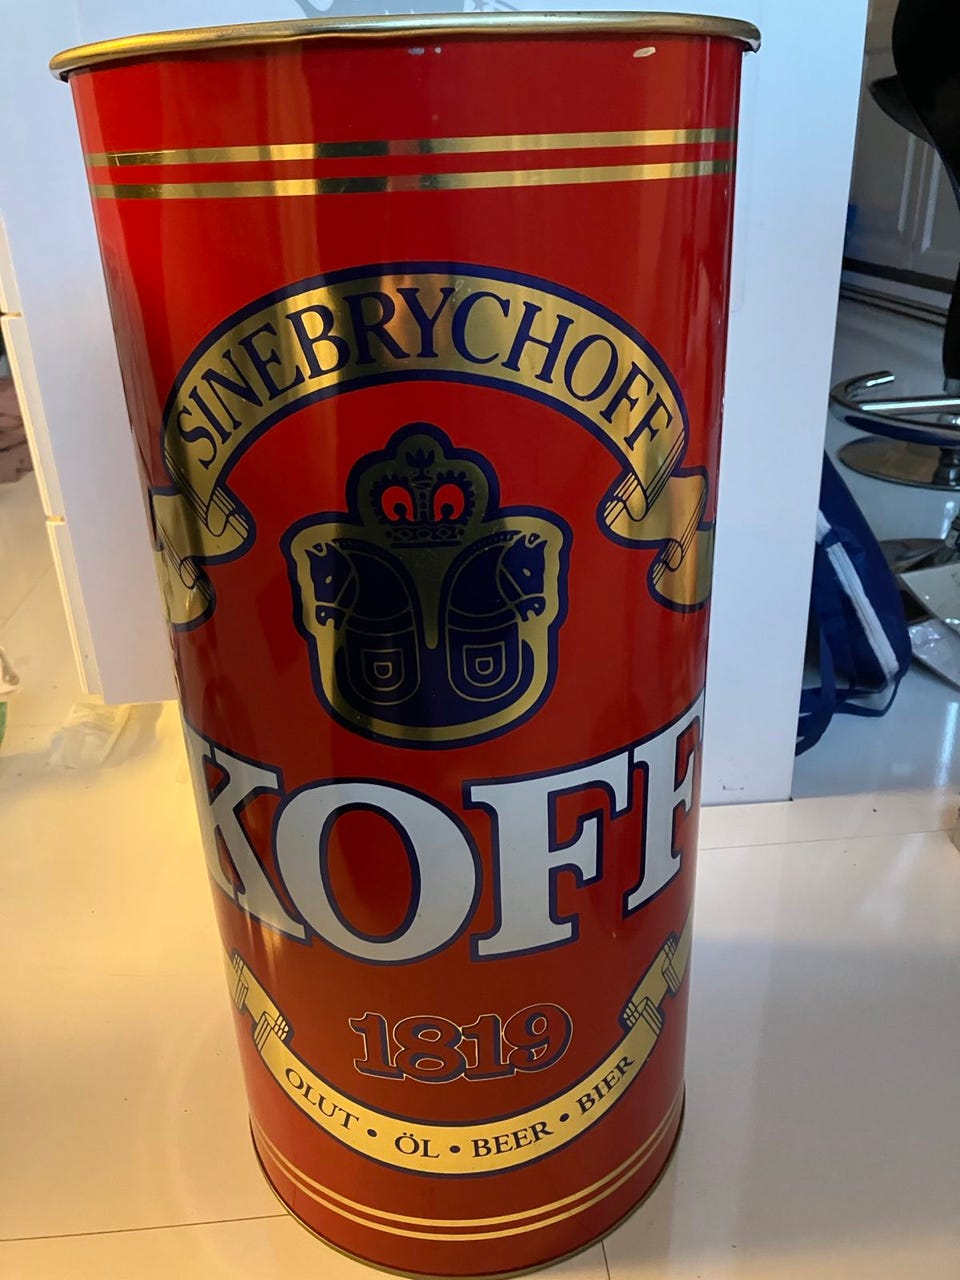 SINEBRYCHOFF
D D
KOFF
1819
OLUT • ÖL • BEER • BIER